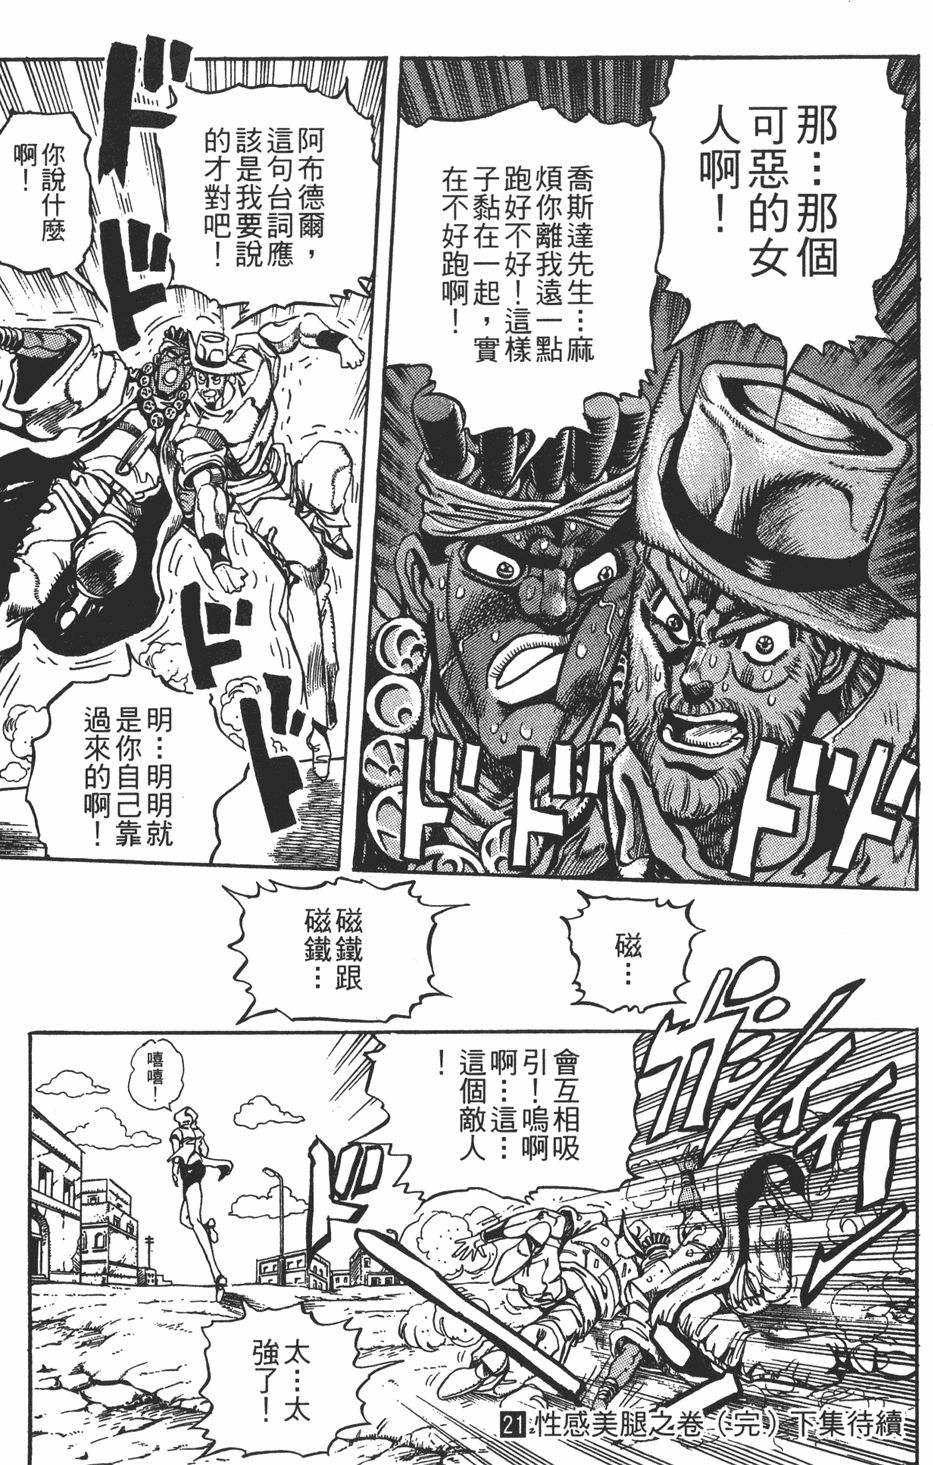 那…那個
可惡的女
人啊！
喬斯達先生…麻
煩你離我遠一點
跑好不好！這樣
子黏在一起，實
在不好跑啊！
阿布德爾，
這句台詞應
該是我要說
的才對吧！
你說什麼
啊！
ドド
ドド
ドド
ドド
明…明明就
是你自己靠
過來的啊！
磁…
磁鐵跟
磁鐵…
ガシィィン
會互相吸
引！嗚啊
啊…這…
這個敵人
！
ド
嘻嘻！
太…太
強了！
21 性感美腿之卷（完）下集待續